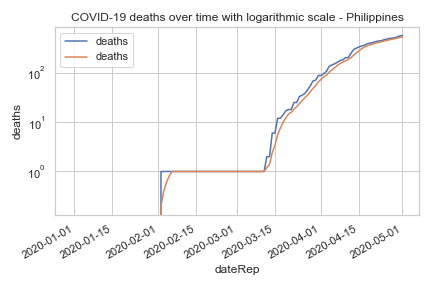 COVID-19 deaths over time with logarithmic scale - Philippines
deaths
deaths
10²
10¹
10⁰
deaths
2020-01-01
2020-01-15
2020-02-01
2020-02-15
2020-03-01
2020-03-15
2020-04-01
2020-04-15
2020-05-01
dateRep